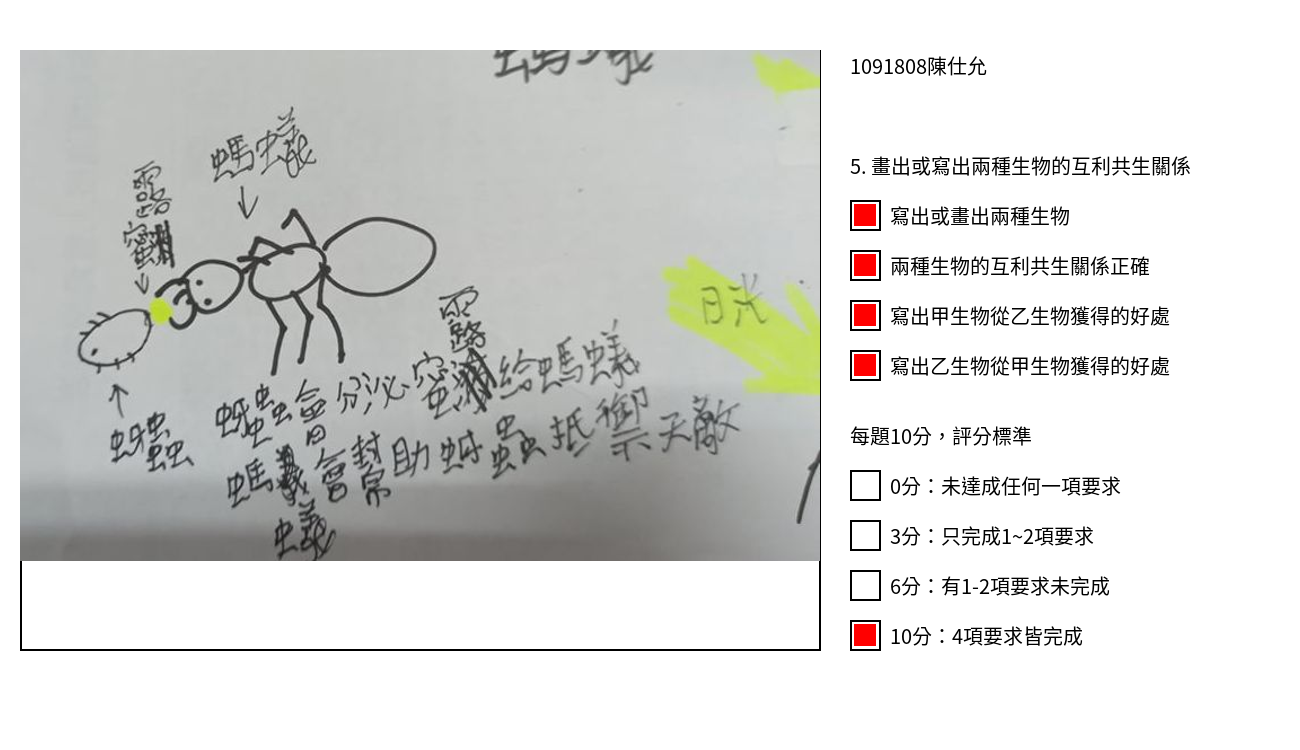 螞蟻
螞蟻
露
蜜
日光
露
蚜蟲會分泌蜜給螞蟻
蚜蟲
螞會幫助蚜蟲抵禦天敵
蟻
1091808陳仕允
5. 畫出或寫出兩種生物的互利共生關係
寫出或畫出兩種生物
兩種生物的互利共生關係正確
寫出甲生物從乙生物獲得的好處
寫出乙生物從甲生物獲得的好處
每題10分，評分標準
0分：未達成任何一項要求
3分：只完成1~2項要求
6分：有1-2項要求未完成
10分：4項要求皆完成